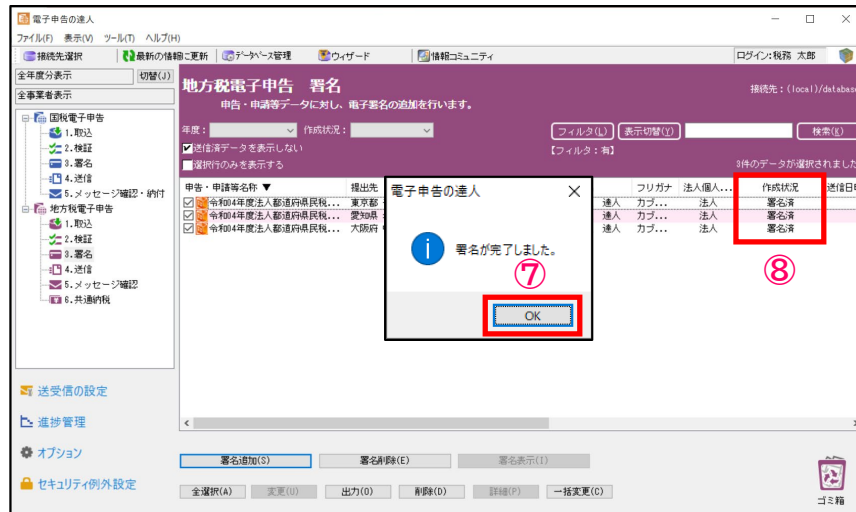 電子申告の達人
ファイル(F) 表示(V) ツール(T) ヘルプ(H)
接続先選択 最新の情報に更新 データベース管理 ウィザード 情報コミュニティ ログイン:税務 太郎
全年度分表示 切替(J)
全事業者表示
国税電子申告
1.取込
2.検証
3.署名
4.送信
5.メッセージ確認・納付
地方税電子申告
1.取込
2.検証
3.署名
4.送信
5.メッセージ確認
6.共通納税
送受信の設定
進捗管理
オプション
セキュリティ例外設定
地方税電子申告 署名
接続先:(local)/database
申告・申請等データに対し、電子署名の追加を行います。
年度: 作成状況: フィルタ(L) 表示切替(Y) 検索(K)
送信済データを表示しない 【フィルタ:有】
選択行のみを表示する 3件のデータが選択されました
申告・申請等名称 ▼ 提出先 フリガナ 法人個人... 作成状況 送信日時
令和04年度法人都道府県民税... 東京都 達人 カブ... 法人 署名済
令和04年度法人都道府県民税... 愛知県 達人 カブ... 法人 署名済
令和04年度法人都道府県民税... 大阪府 達人 カブ... 法人 署名済
電子申告の達人
署名が完了しました。
⑦
OK
⑧
署名追加(S) 署名削除(E) 署名表示(I)
全選択(A) 変更(U) 出力(O) 削除(D) 詳細(P) 一括変更(C)
ゴミ箱